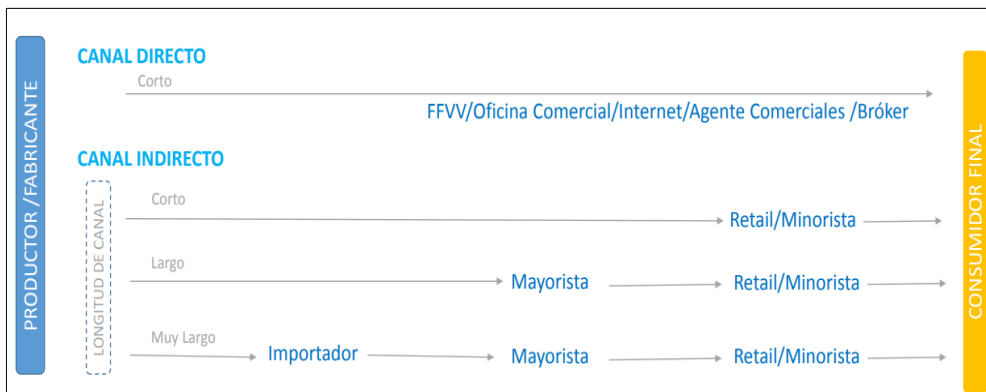 PRODUCTOR /FABRICANTE
CANAL DIRECTO
Corto
FFVV/Oficina Comercial/Internet/Agente Comerciales /Bróker
CANAL INDIRECTO
LONGITUD DE CANAL
Corto
Retail/Minorista
Largo
Mayorista
Retail/Minorista
Muy Largo
Importador
Mayorista
Retail/Minorista
CONSUMIDOR FINAL